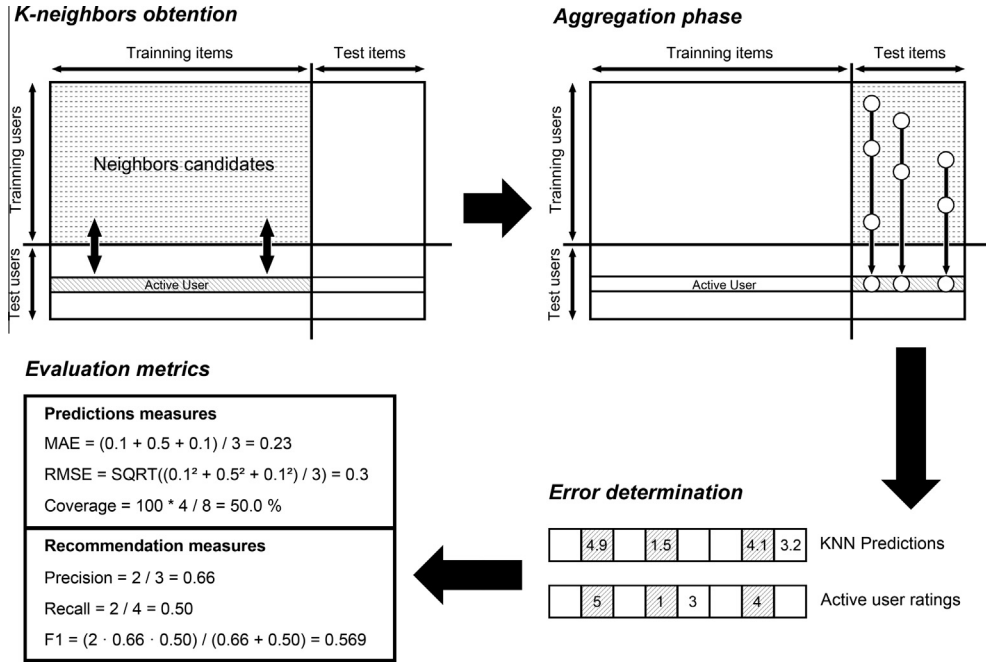 K-neighbors obtention
Trainning items
Test items
Trainning users
Neighbors candidates
Test users
Active User
Aggregation phase
Trainning items
Test items
Trainning users
Test users
Active User
Evaluation metrics
Predictions measures
MAE = (0.1 + 0.5 + 0.1) / 3 = 0.23
RMSE = SQRT((0.1² + 0.5² + 0.1²) / 3) = 0.3
Coverage = 100 * 4 / 8 = 50.0 %
Recommendation measures
Precision = 2 / 3 = 0.66
Recall = 2 / 4 = 0.50
F1 = (2 · 0.66 · 0.50) / (0.66 + 0.50) = 0.569
Error determination
4.9 1.5 4.1 3.2 KNN Predictions
5 1 3 4 Active user ratings